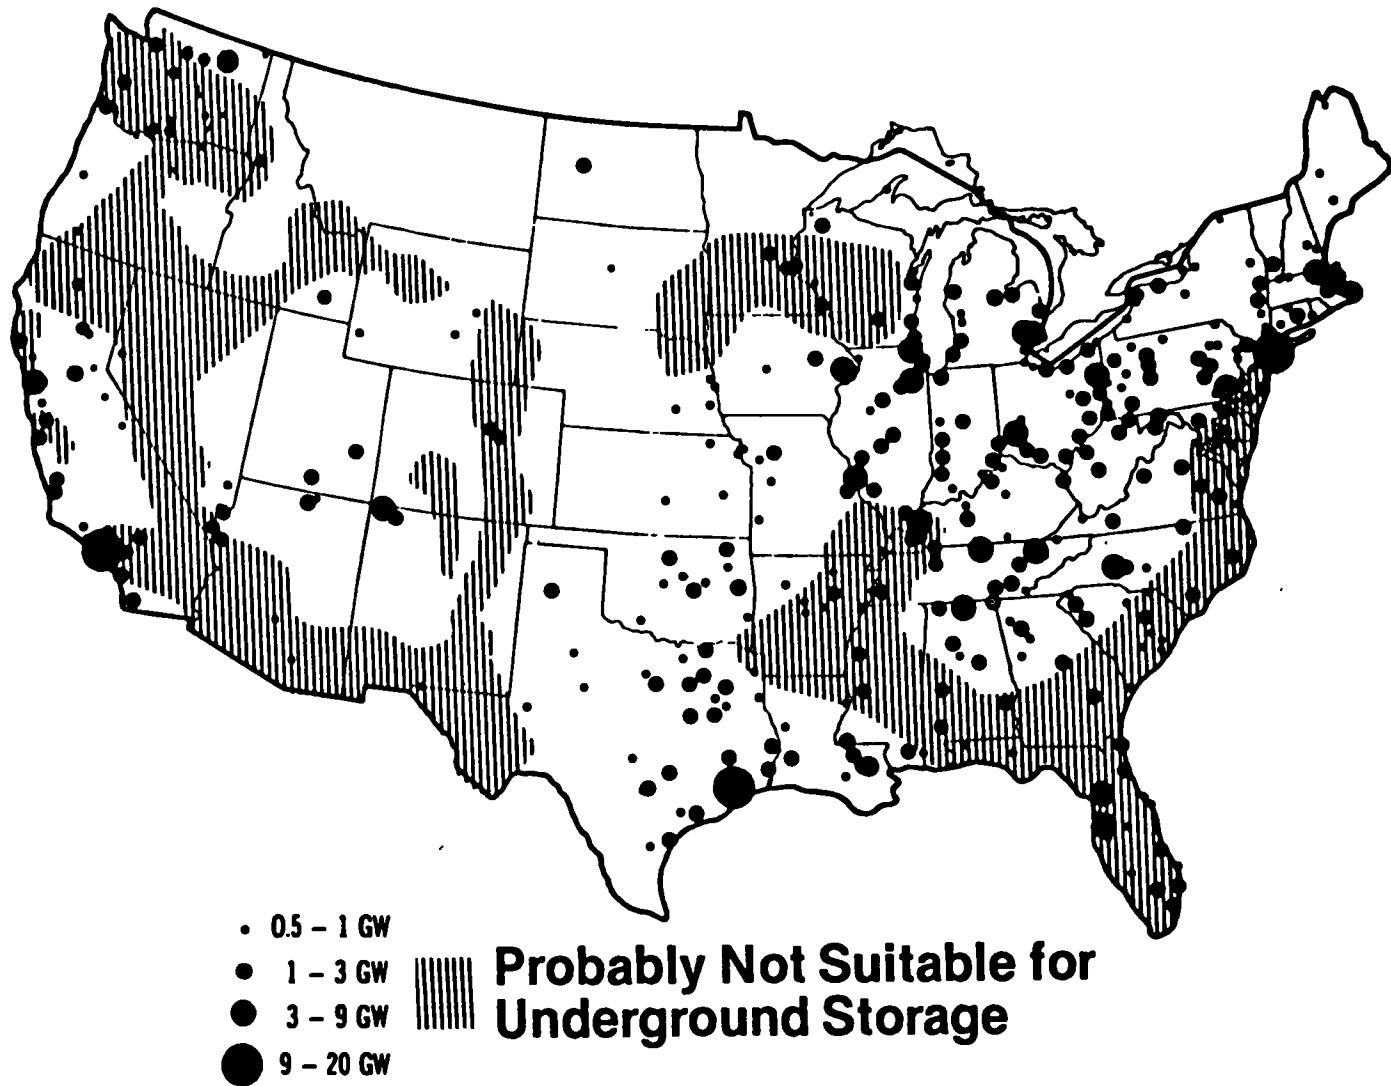 0.5 – 1 GW
1 – 3 GW
3 – 9 GW
9 – 20 GW
Probably Not Suitable for
Underground Storage